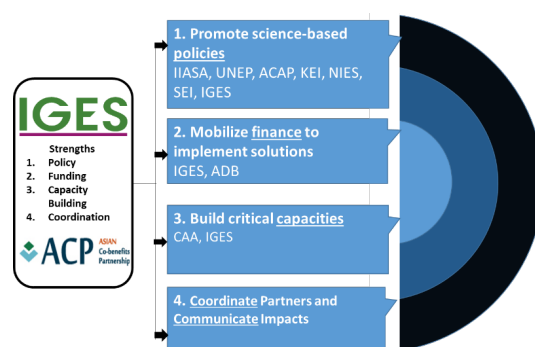 IGES
Strengths
1. Policy
2. Funding
3. Capacity
Building
4. Coordination
ACP ASIAN
Co-benefits
Partnership
1. Promote science-based
policies
IIASA, UNEP, ACAP, KEI, NIES,
SEI, IGES
2. Mobilize finance to
implement solutions
IGES, ADB
3. Build critical capacities
CAA, IGES
4. Coordinate Partners and
Communicate Impacts